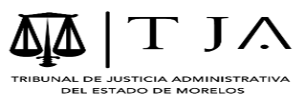 TJA
TRIBUNAL DE JUSTICIA ADMINISTRATIVA
DEL ESTADO DE MORELOS